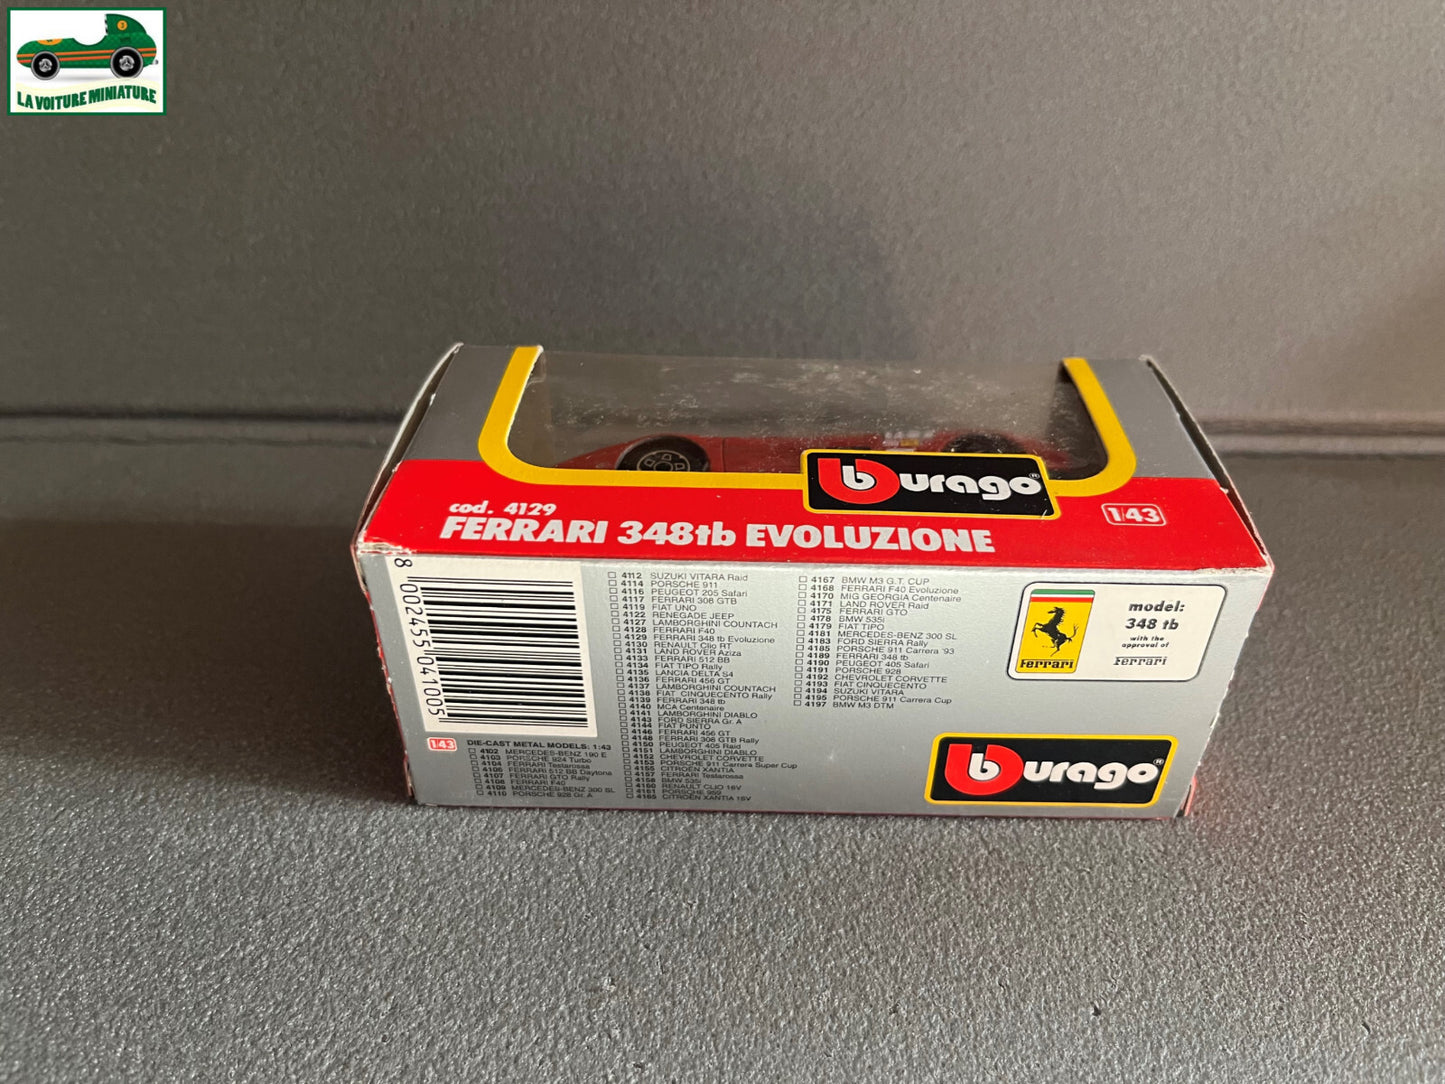 3
LA VOITURE MINIATURE
burago®
1/43
cod. 4129
FERRARI 348tb EVOLUZIONE
8 002455 041005
1/43 DIE-CAST METAL MODELS: 1:43
4102 MERCEDES-BENZ 190 E
4103 PORSCHE 924 Turbo
4104 FERRARI Testarossa
4106 FERRARI 512 BB Daytona
4107 FERRARI GTO Rally
4108 FERRARI F40
4109 MERCEDES-BENZ 300 SL
4110 PORSCHE 928 Gr. A
4112 SUZUKI VITARA Raid
4114 PORSCHE 911
4116 PEUGEOT 205 Safari
4117 FERRARI 308 GTB
4119 FIAT UNO
4122 RENEGADE JEEP
4127 LAMBORGHINI COUNTACH
4128 FERRARI F40
4129 FERRARI 348 tb Evoluzione
4130 RENAULT Clio RT
4131 LAND ROVER Aziza
4133 FERRARI 512 BB
4134 FIAT TIPO Rally
4135 LANCIA DELTA S4
4136 FERRARI 456 GT
4137 LAMBORGHINI COUNTACH
4138 FIAT CINQUECENTO Rally
4139 FERRARI 348 tb
4140 MCA Centenaire
4141 LAMBORGHINI DIABLO
4143 FORD SIERRA Gr. A
4144 FIAT PUNTO
4146 FERRARI 456 GT
4148 FERRARI 308 GTB Rally
4150 PEUGEOT 405 Raid
4151 LAMBORGHINI DIABLO
4152 CHEVROLET CORVETTE
4153 PORSCHE 911 Carrera Super Cup
4155 CITROËN XANTIA
4157 FERRARI Testarossa
4158 BMW 535i
4160 RENAULT CLIO 16V
4161 PORSCHE 959
4165 CITROËN XANTIA 16V
4167 BMW M3 G.T. CUP
4168 FERRARI F40 Evoluzione
4170 MIG GEORGIA Centenaire
4171 LAND ROVER Raid
4175 FERRARI GTO
4178 BMW 535i
4179 FIAT TIPO
4181 MERCEDES-BENZ 300 SL
4183 FORD SIERRA Rally
4185 PORSCHE 911 Carrera '93
4189 FERRARI 348 tb
4190 PEUGEOT 405 Safari
4191 PORSCHE 928
4192 CHEVROLET CORVETTE
4193 FIAT CINQUECENTO
4194 SUZUKI VITARA
4195 PORSCHE 911 Carrera Cup
4197 BMW M3 DTM
Ferrari
model:
348 tb
with the
approval of
Ferrari
burago®